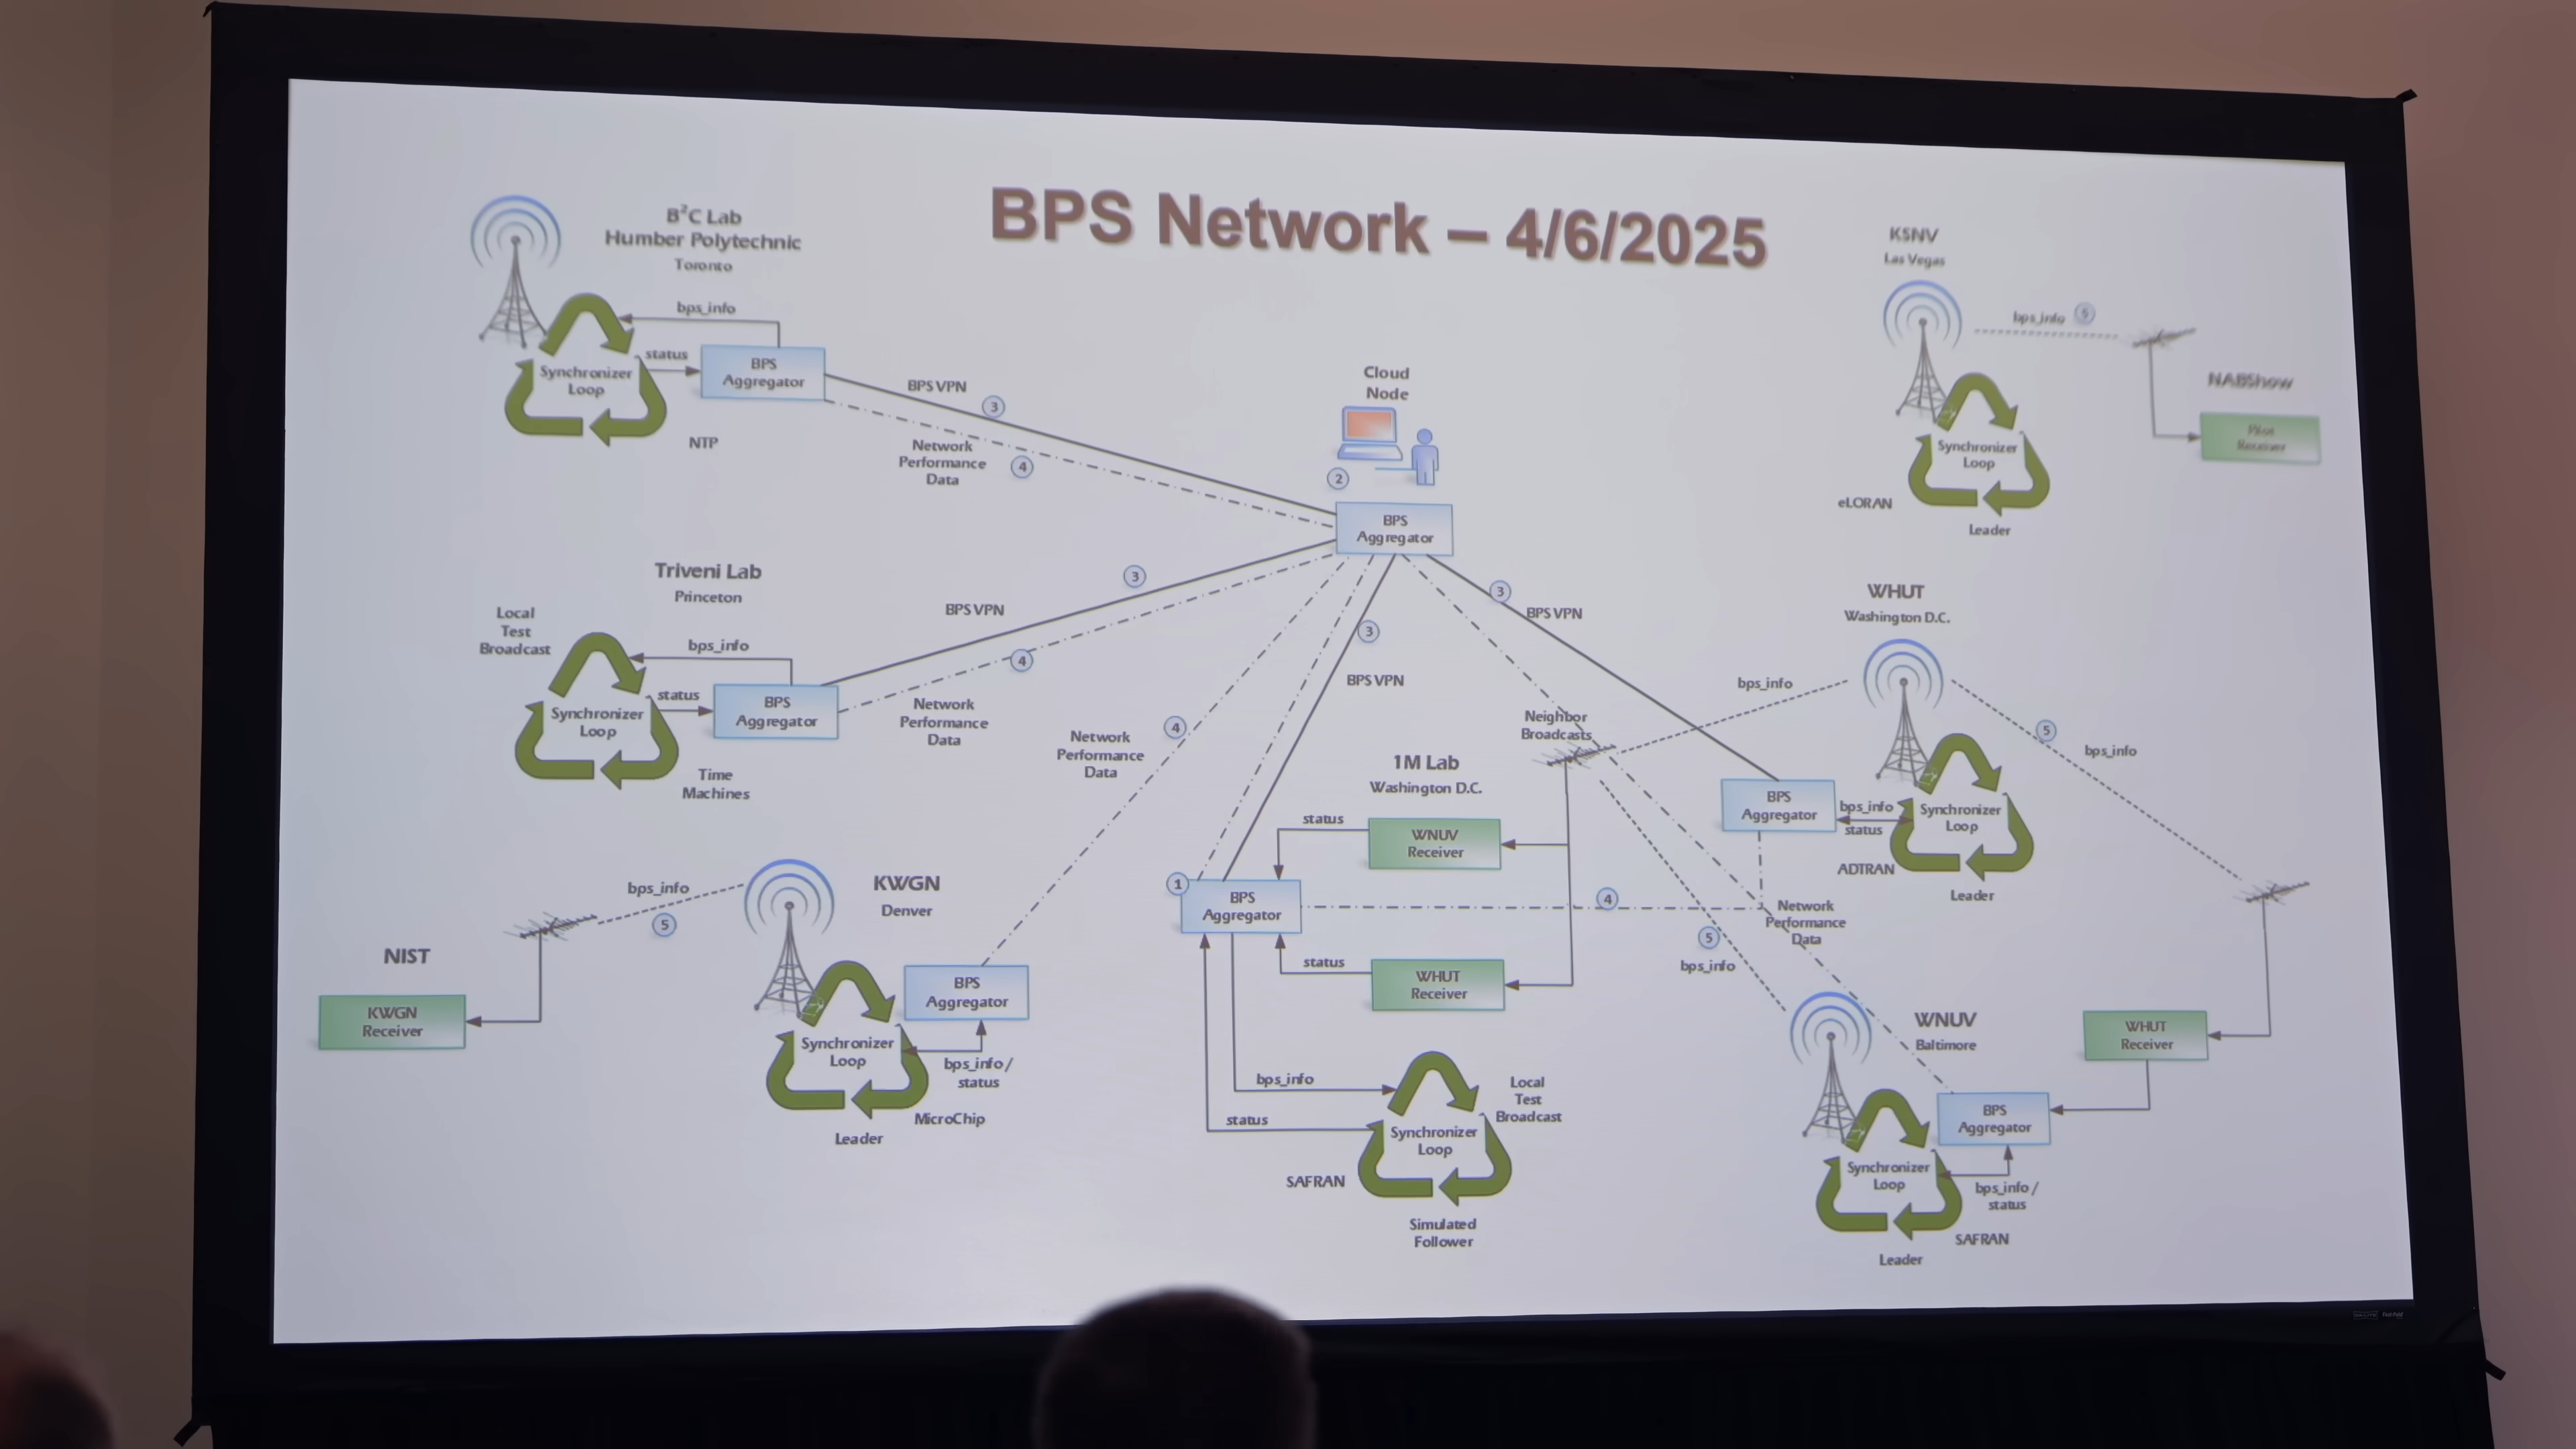 BPS Network – 4/6/2025
B²C Lab
Humber Polytechnic
Toronto
bps_info
status
Synchronizer
Loop
BPS
Aggregator
NTP
BPS VPN
3
Network
Performance
Data
4
Cloud
Node
2
BPS
Aggregator
KSNV
Las Vegas
bps_info
5
NABShow
Pilot
Receiver
Synchronizer
Loop
eLORAN
Leader
Triveni Lab
Princeton
Local
Test
Broadcast
bps_info
status
Synchronizer
Loop
BPS
Aggregator
Time
Machines
BPS VPN
3
4
Network
Performance
Data
Network
Performance
Data
4
3
BPS VPN
3
BPS VPN
WHUT
Washington D.C.
bps_info
5
bps_info
BPS
Aggregator
bps_info
status
Synchronizer
Loop
ADTRAN
Leader
Neighbor
Broadcasts
1M Lab
Washington D.C.
status
WNUV
Receiver
1
BPS
Aggregator
4
status
WHUT
Receiver
Network
Performance
Data
5
bps_info
bps_info
status
Synchronizer
Loop
Local
Test
Broadcast
SAFRAN
Simulated
Follower
NIST
KWGN
Receiver
bps_info
5
KWGN
Denver
BPS
Aggregator
Synchronizer
Loop
bps_info /
status
MicroChip
Leader
WNUV
Baltimore
WHUT
Receiver
BPS
Aggregator
Synchronizer
Loop
bps_info /
status
SAFRAN
Leader